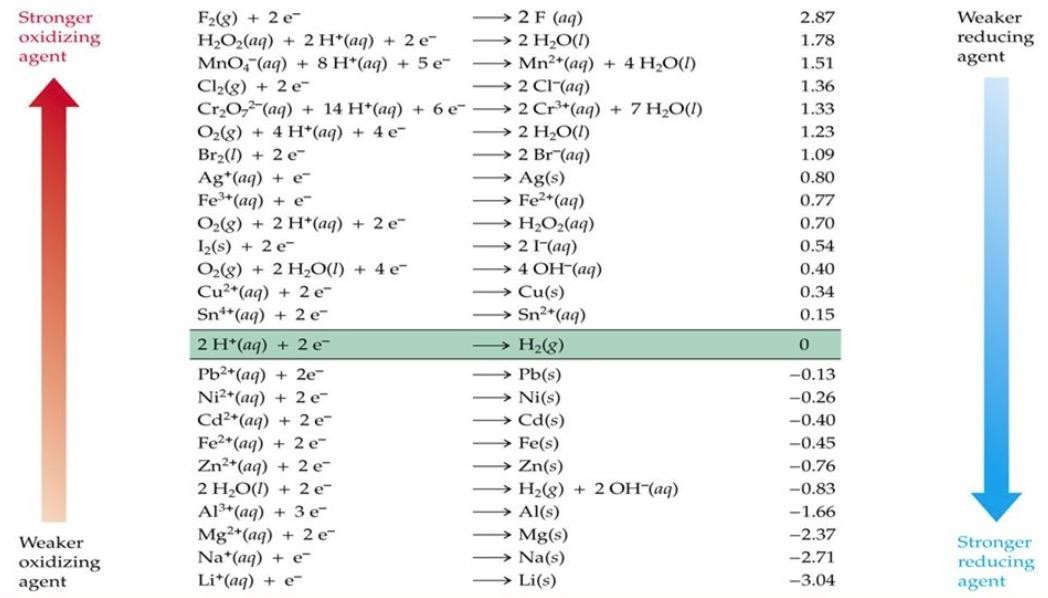 Stronger
oxidizing
agent
Weaker
reducing
agent
F₂(g) + 2 e⁻ ⟶ 2 F (aq) 2.87
H₂O₂(aq) + 2 H⁺(aq) + 2 e⁻ ⟶ 2 H₂O(l) 1.78
MnO₄⁻(aq) + 8 H⁺(aq) + 5 e⁻ ⟶ Mn²⁺(aq) + 4 H₂O(l) 1.51
Cl₂(g) + 2 e⁻ ⟶ 2 Cl⁻(aq) 1.36
Cr₂O₇²⁻(aq) + 14 H⁺(aq) + 6 e⁻ ⟶ 2 Cr³⁺(aq) + 7 H₂O(l) 1.33
O₂(g) + 4 H⁺(aq) + 4 e⁻ ⟶ 2 H₂O(l) 1.23
Br₂(l) + 2 e⁻ ⟶ 2 Br⁻(aq) 1.09
Ag⁺(aq) + e⁻ ⟶ Ag(s) 0.80
Fe³⁺(aq) + e⁻ ⟶ Fe²⁺(aq) 0.77
O₂(g) + 2 H⁺(aq) + 2 e⁻ ⟶ H₂O₂(aq) 0.70
I₂(s) + 2 e⁻ ⟶ 2 I⁻(aq) 0.54
O₂(g) + 2 H₂O(l) + 4 e⁻ ⟶ 4 OH⁻(aq) 0.40
Cu²⁺(aq) + 2 e⁻ ⟶ Cu(s) 0.34
Sn⁴⁺(aq) + 2 e⁻ ⟶ Sn²⁺(aq) 0.15
2 H⁺(aq) + 2 e⁻ ⟶ H₂(g) 0
Pb²⁺(aq) + 2e⁻ ⟶ Pb(s) −0.13
Ni²⁺(aq) + 2 e⁻ ⟶ Ni(s) −0.26
Cd²⁺(aq) + 2 e⁻ ⟶ Cd(s) −0.40
Fe²⁺(aq) + 2 e⁻ ⟶ Fe(s) −0.45
Zn²⁺(aq) + 2 e⁻ ⟶ Zn(s) −0.76
2 H₂O(l) + 2 e⁻ ⟶ H₂(g) + 2 OH⁻(aq) −0.83
Al³⁺(aq) + 3 e⁻ ⟶ Al(s) −1.66
Mg²⁺(aq) + 2 e⁻ ⟶ Mg(s) −2.37
Na⁺(aq) + e⁻ ⟶ Na(s) −2.71
Li⁺(aq) + e⁻ ⟶ Li(s) −3.04
Weaker
oxidizing
agent
Stronger
reducing
agent